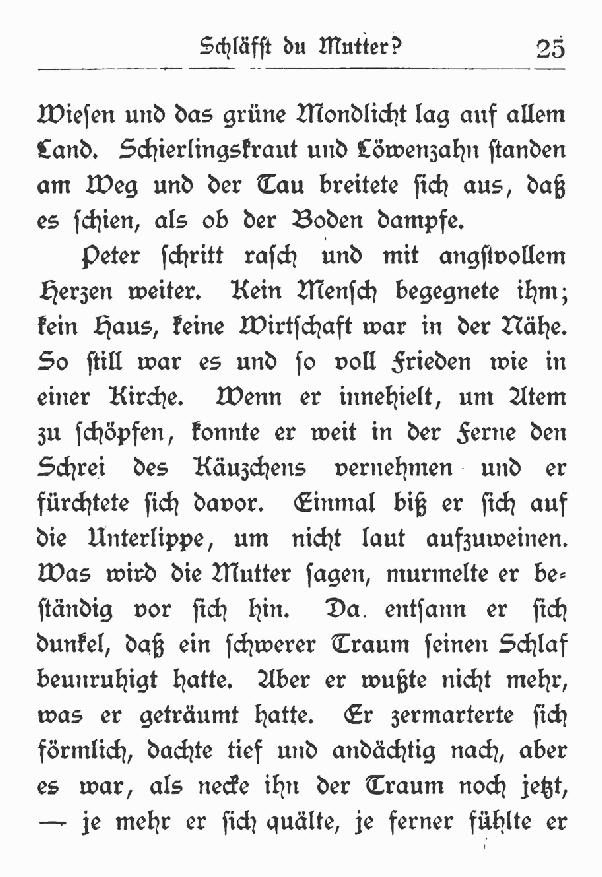 Schläfst du Mutter? 25
Wiesen und das grüne Mondlicht lag auf allem
Land. Schierlingskraut und Löwenzahn standen
am Weg und der Tau breitete sich aus, daß
es schien, als ob der Boden dampfe.
Peter schritt rasch und mit angstvollem
Herzen weiter. Kein Mensch begegnete ihm;
kein Haus, keine Wirtschaft war in der Nähe.
So still war es und so voll Frieden wie in
einer Kirche. Wenn er innehielt, um Atem
zu schöpfen, konnte er weit in der Ferne den
Schrei des Käuzchens vernehmen und er
fürchtete sich davor. Einmal biß er sich auf
die Unterlippe, um nicht laut aufzuweinen.
Was wird die Mutter sagen, murmelte er be-
ständig vor sich hin. Da entsann er sich
dunkel, daß ein schwerer Traum seinen Schlaf
beunruhigt hatte. Aber er wußte nicht mehr,
was er geträumt hatte. Er zermarterte sich
förmlich, dachte tief und andächtig nach, aber
es war, als necke ihn der Traum noch jetzt,
— je mehr er sich quälte, je ferner fühlte er